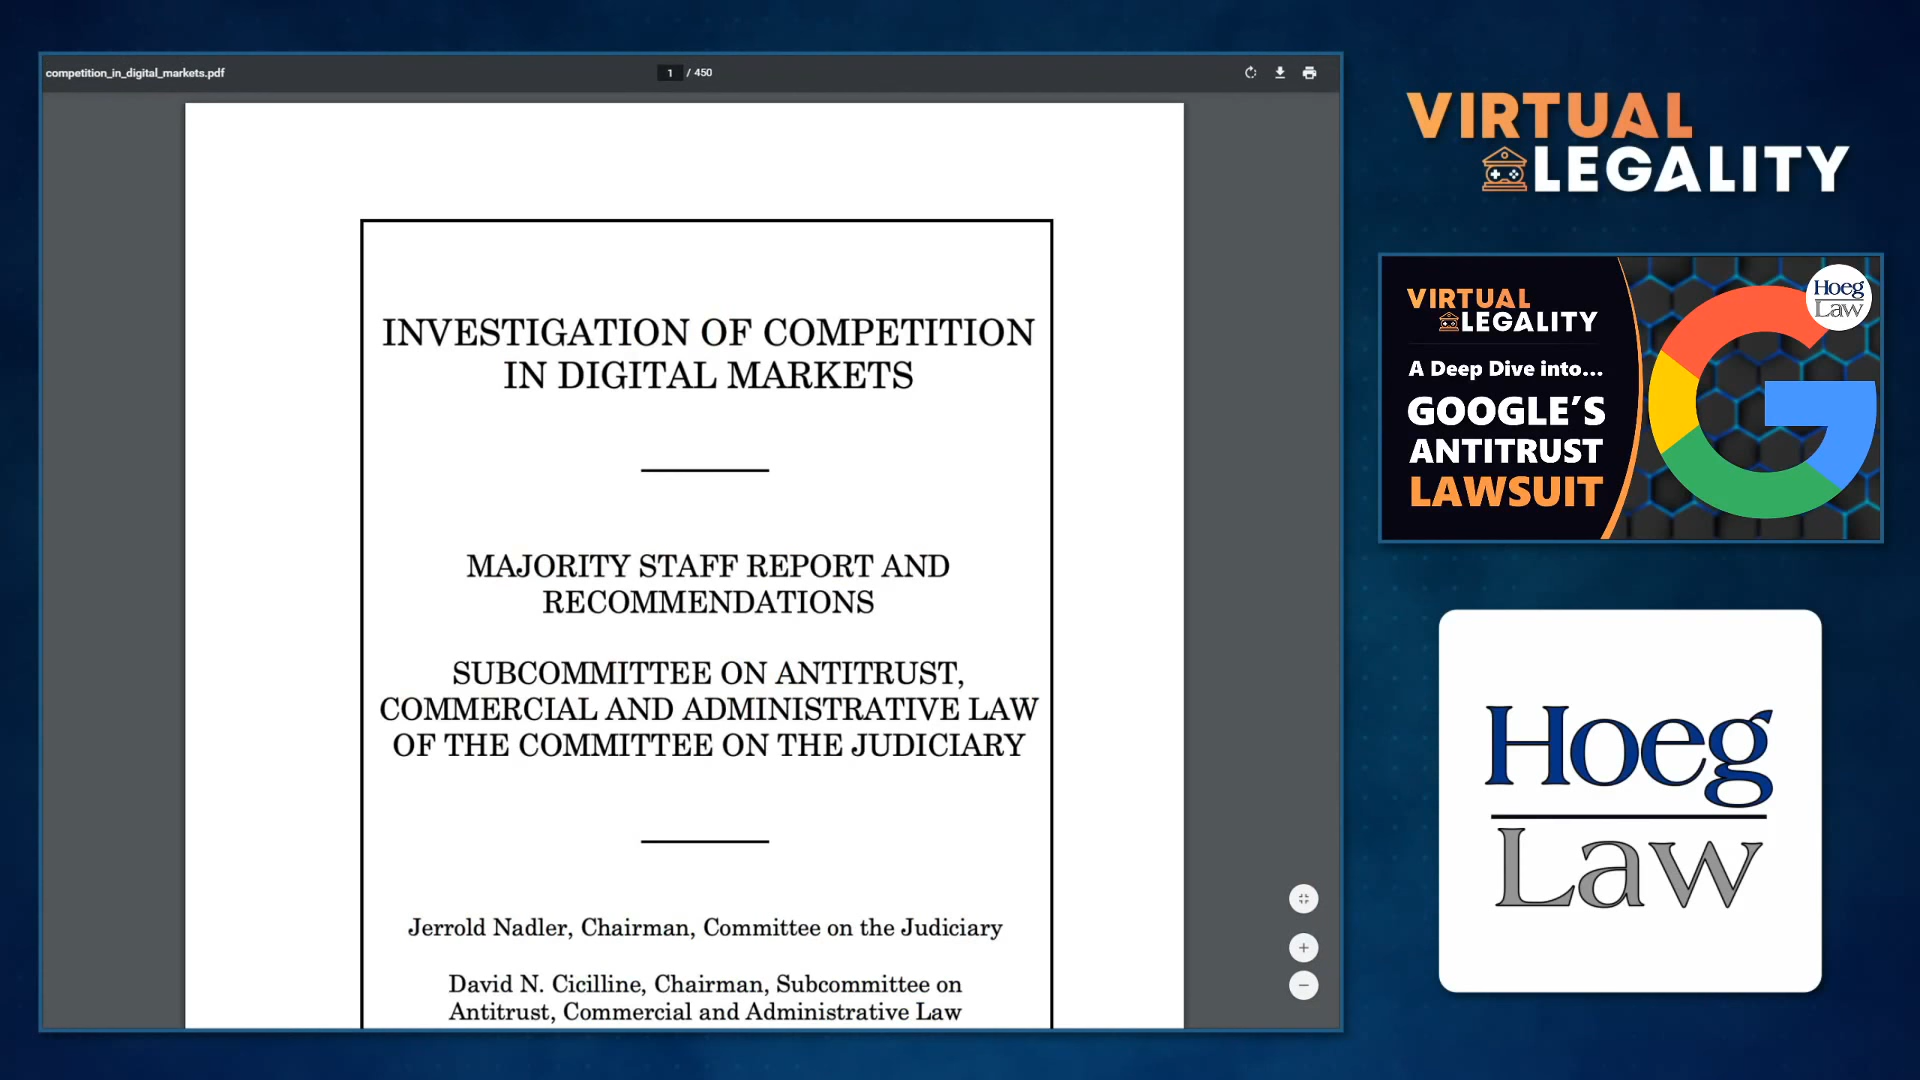 competition_in_digital_markets.pdf
1 / 450
INVESTIGATION OF COMPETITION
IN DIGITAL MARKETS
MAJORITY STAFF REPORT AND
RECOMMENDATIONS
SUBCOMMITTEE ON ANTITRUST,
COMMERCIAL AND ADMINISTRATIVE LAW
OF THE COMMITTEE ON THE JUDICIARY
Jerrold Nadler, Chairman, Committee on the Judiciary
David N. Cicilline, Chairman, Subcommittee on
Antitrust, Commercial and Administrative Law
VIRTUAL
LEGALITY
VIRTUAL
LEGALITY
A Deep Dive into...
GOOGLE'S
ANTITRUST
LAWSUIT
Hoeg
Law
Hoeg
Law